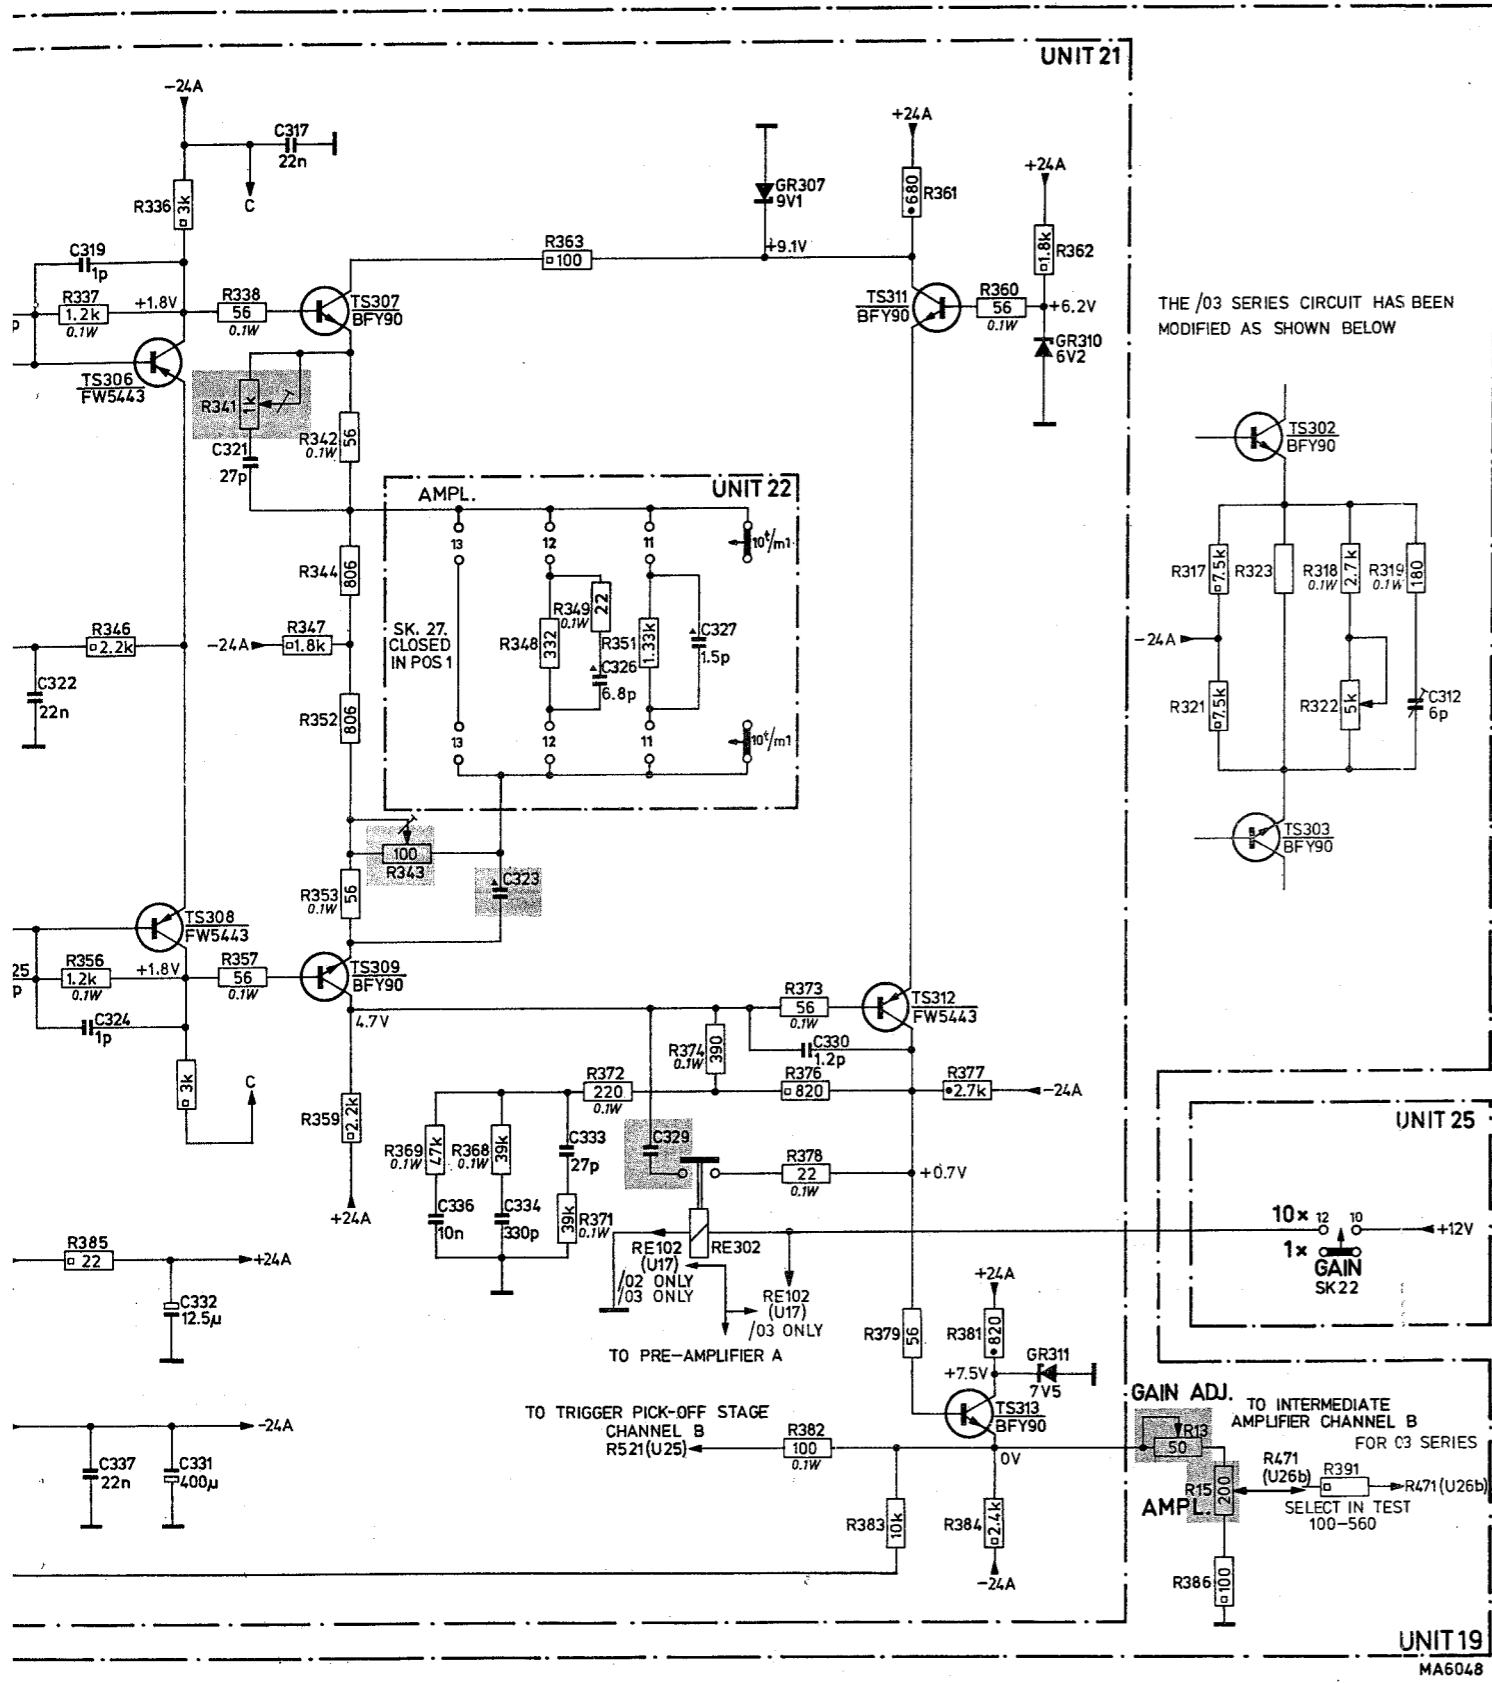 UNIT 21
-24A
C317
22n
C
R336
3k
+24A
R361
680
+24A
R362
1.8k
GR307
9V1
+9.1V
R363
100
C319
1p
R337
1.2k
0.1W
+1.8V
R338
56
0.1W
TS307
BFY90
TS311
BFY90
R360
56
0.1W
+6.2V
GR310
6V2
p
TS306
FW5443
R341
1k
C321
27p
R342
0.1W
56
THE /03 SERIES CIRCUIT HAS BEEN
MODIFIED AS SHOWN BELOW
TS302
BFY90
R317
7.5k
R323
R318
0.1W
2.7k
R319
0.1W
180
-24A
R321
7.5k
R322
5k
C312
6p
TS303
BFY90
UNIT 22
AMPL.
13
12
11
10t/m1
SK. 27.
CLOSED
IN POS 1
R348
332
R349
0.1W
22
C326
6.8p
R351
1.33k
C327
1.5p
13
12
11
10t/m1
R344
806
R346
2.2k
-24A
R347
1.8k
C322
22n
R352
806
100
R343
C323
R353
0.1W
56
TS308
FW5443
25
p
R356
1.2k
0.1W
+1.8V
R357
56
0.1W
TS309
BFY90
C324
1p
4.7V
3k
C
R359
2.2k
+24A
R373
56
0.1W
TS312
FW5443
R374
0.1W
390
C330
1.2p
R372
220
0.1W
R376
820
R377
2.7k
-24A
R369
0.1W
47k
R368
0.1W
39k
C333
27p
C329
R378
22
0.1W
+0.7V
C336
10n
C334
330p
39k
R371
0.1W
RE302
RE102
(U17)
/02 ONLY
/03 ONLY
RE102
(U17)
/03 ONLY
TO PRE-AMPLIFIER A
UNIT 25
10× 12 10
+12V
1×
GAIN
SK22
R385
22
+24A
C332
12.5µ
-24A
C337
22n
C331
400µ
+24A
R379
56
R381
820
GR311
7V5
+7.5V
TS313
BFY90
TO TRIGGER PICK-OFF STAGE
CHANNEL B
R521(U25)
R382
100
0.1W
0V
R383
10k
R384
2.4k
-24A
GAIN ADJ.
R13
50
TO INTERMEDIATE
AMPLIFIER CHANNEL B
FOR 03 SERIES
R471
(U26b)
R391
R471(U26b)
R15
200
AMPL.
SELECT IN TEST
100-560
R386
100
UNIT 19
MA6048